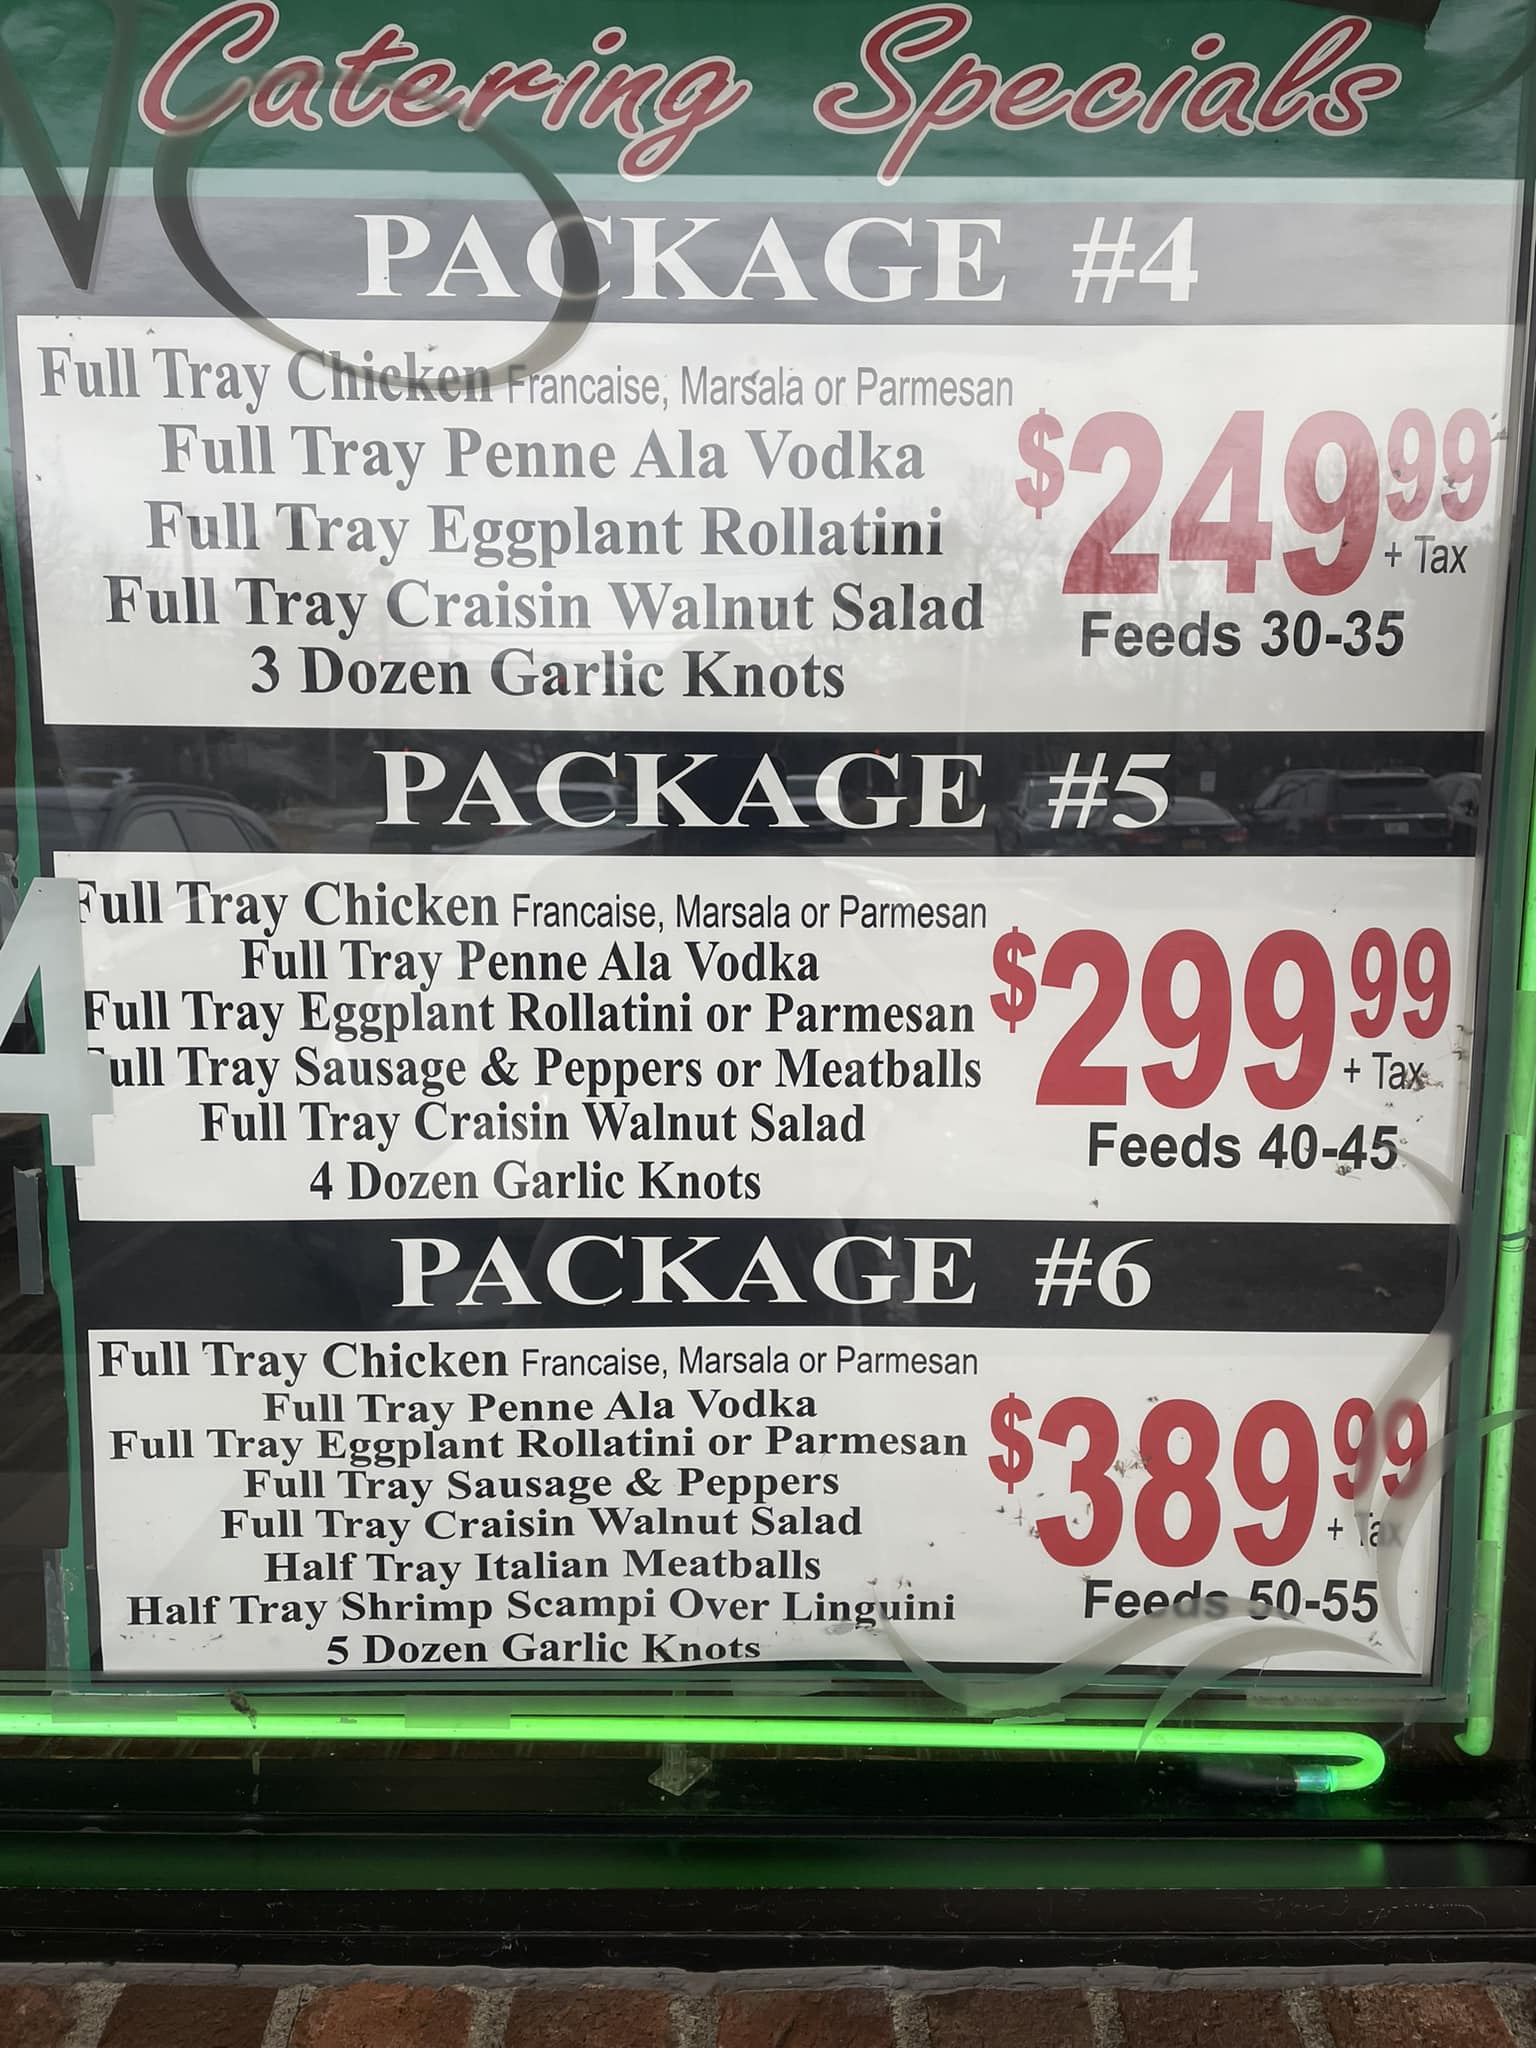 Catering Specials
PACKAGE #4
Full Tray Chicken Francaise, Marsala or Parmesan
Full Tray Penne Ala Vodka
Full Tray Eggplant Rollatini
Full Tray Craisin Walnut Salad
3 Dozen Garlic Knots
$249 99
+ Tax
Feeds 30-35
PACKAGE #5
Full Tray Chicken Francaise, Marsala or Parmesan
Full Tray Penne Ala Vodka
Full Tray Eggplant Rollatini or Parmesan
Full Tray Sausage & Peppers or Meatballs
Full Tray Craisin Walnut Salad
4 Dozen Garlic Knots
$299 99
+ Tax
Feeds 40-45
4
PACKAGE #6
Full Tray Chicken Francaise, Marsala or Parmesan
Full Tray Penne Ala Vodka
Full Tray Eggplant Rollatini or Parmesan
Full Tray Sausage & Peppers
Full Tray Craisin Walnut Salad
Half Tray Italian Meatballs
Half Tray Shrimp Scampi Over Linguini
5 Dozen Garlic Knots
$389 99
+ Tax
Feeds 50-55